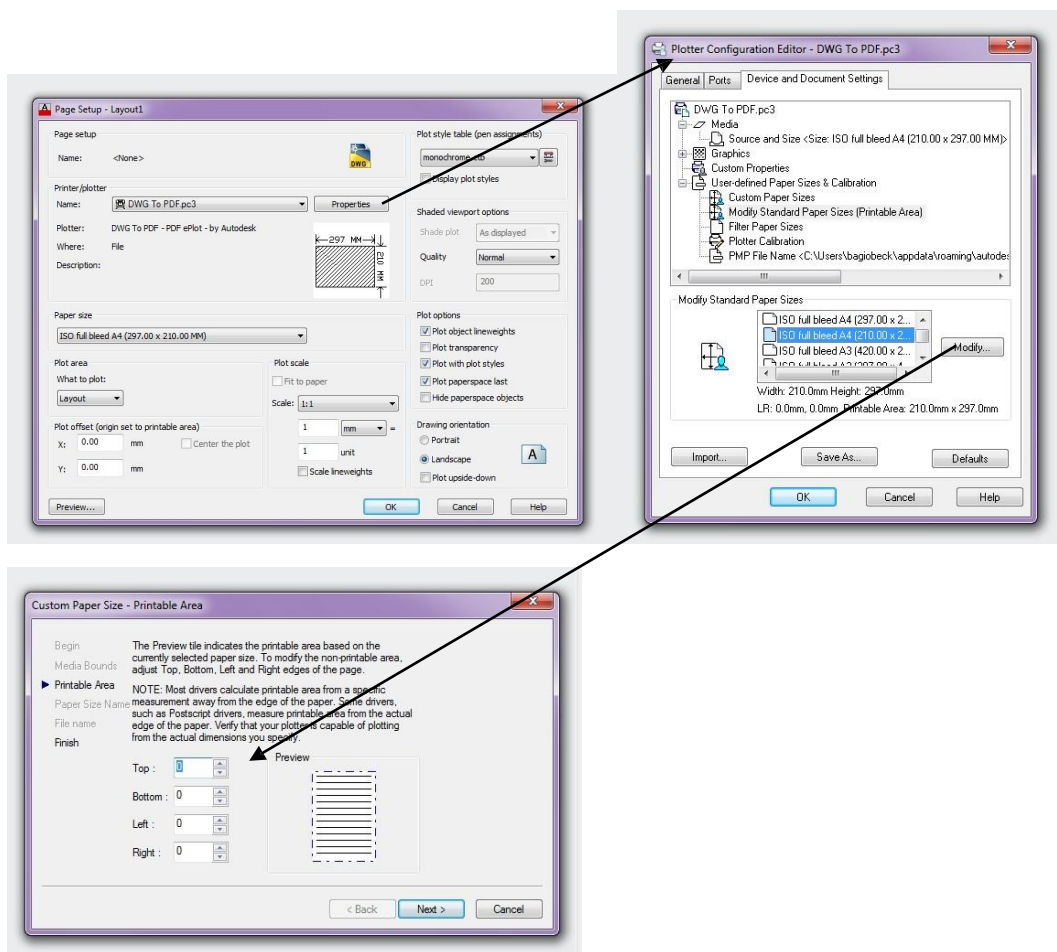 Plotter Configuration Editor - DWG To PDF.pc3
General Ports Device and Document Settings
DWG To PDF.pc3
Media
Source and Size <Size: ISO full bleed A4 (210.00 x 297.00 MM)>
Graphics
Custom Properties
User-defined Paper Sizes & Calibration
Custom Paper Sizes
Modify Standard Paper Sizes (Printable Area)
Filter Paper Sizes
Plotter Calibration
PMP File Name <C:\Users\bagiobeck\appdata\roaming\autodes
Modify Standard Paper Sizes
ISO full bleed A4 (297.00 x 2...
ISO full bleed A4 (210.00 x 2...
ISO full bleed A3 (420.00 x 2...
ISO full bleed A3 (297.00 x 4
Modify...
Width: 210.0mm Height: 297.0mm
LR: 0.0mm, 0.0mm Printable Area: 210.0mm x 297.0mm
Import... Save As... Defaults
OK Cancel Help
Page Setup - Layout1
Page setup
Name: <None>
DWG
Printer/plotter
Name: DWG To PDF.pc3 Properties
Plotter: DWG To PDF - PDF ePlot - by Autodesk
Where: File
Description:
297 MM
210 MM
Paper size
ISO full bleed A4 (297.00 x 210.00 MM)
Plot area
What to plot:
Layout
Plot offset (origin set to printable area)
X: 0.00 mm Center the plot
Y: 0.00 mm
Plot scale
Fit to paper
Scale: 1:1
1 mm =
1 unit
Scale lineweights
Plot style table (pen assignments)
monochrome.ctb
Display plot styles
Shaded viewport options
Shade plot As displayed
Quality Normal
DPI 200
Plot options
Plot object lineweights
Plot transparency
Plot with plot styles
Plot paperspace last
Hide paperspace objects
Drawing orientation
Portrait
Landscape
Plot upside-down
A
Preview... OK Cancel Help
Custom Paper Size - Printable Area
Begin
Media Bounds
Printable Area
Paper Size Name
File name
Finish
The Preview tile indicates the printable area based on the
currently selected paper size. To modify the non-printable area,
adjust Top, Bottom, Left and Right edges of the page.
NOTE: Most drivers calculate printable area from a specific
measurement away from the edge of the paper. Some drivers,
such as Postscript drivers, measure printable area from the actual
edge of the paper. Verify that your plotter is capable of plotting
from the actual dimensions you specify.
Top : 0
Bottom : 0
Left : 0
Right : 0
Preview
< Back Next > Cancel